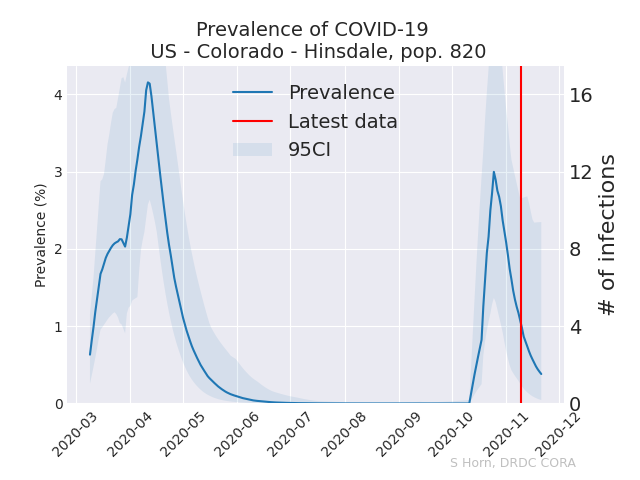 Prevalence of COVID-19
US - Colorado - Hinsdale, pop. 820
Prevalence
Latest data
95CI
Prevalence (%)
4
3
2
1
0
# of infections
16
12
8
4
0
2020-03
2020-04
2020-05
2020-06
2020-07
2020-08
2020-09
2020-10
2020-11
2020-12
S Horn, DRDC CORA